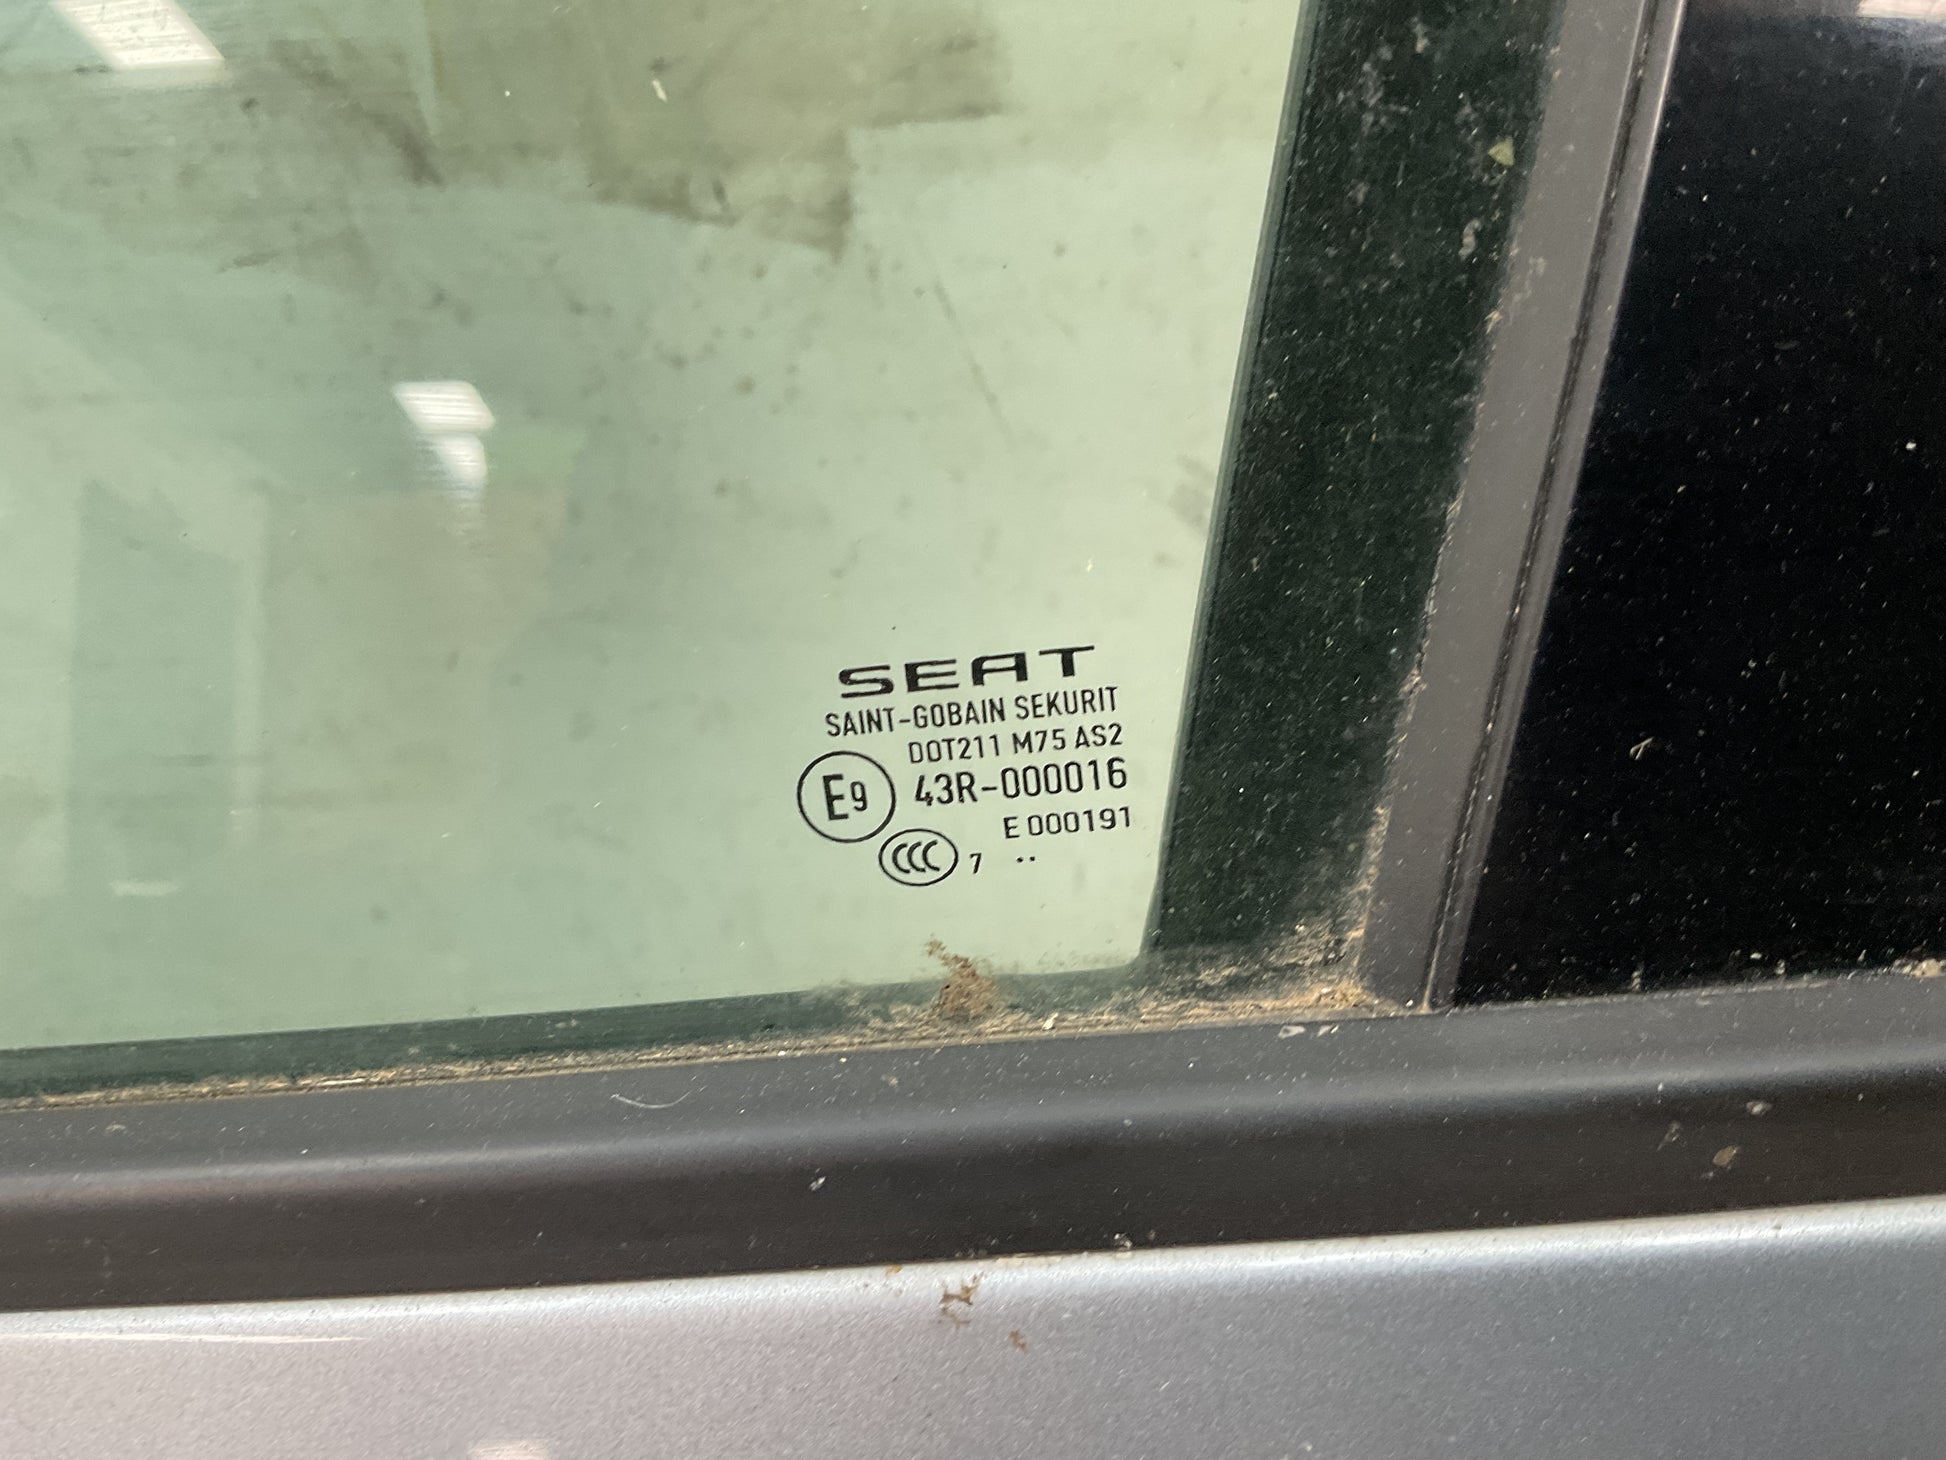 SEAT
SAINT-GOBAIN SEKURIT
DOT211 M75 AS2
E9 43R-000016
E 000191
CCC 7 ··